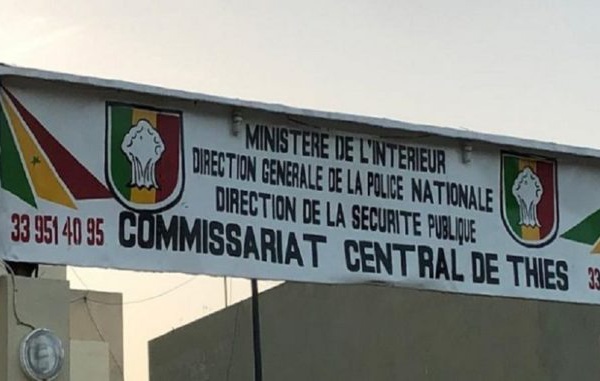 MINISTERE DE L'INTERIEUR
DIRECTION GENERALE DE LA POLICE NATIONALE
DIRECTION DE LA SECURITE PUBLIQUE
33 951 40 95 COMMISSARIAT CENTRAL DE THIES 33